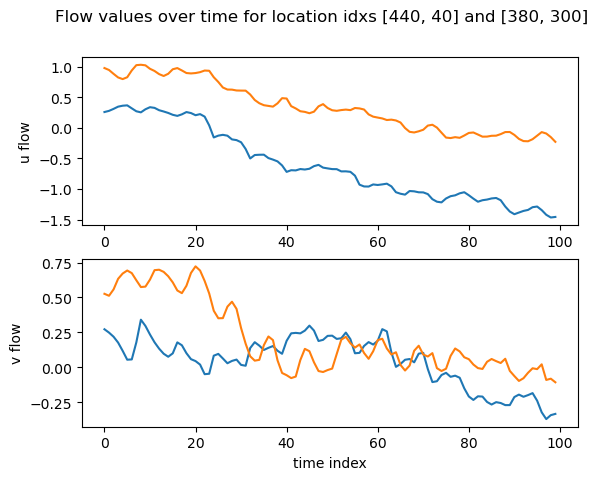 Flow values over time for location idxs [440, 40] and [380, 300]
1.0
0.5
0.0
−0.5
−1.0
−1.5
u flow
0 20 40 60 80 100
0.75
0.50
0.25
0.00
−0.25
v flow
0 20 40 60 80 100
time index